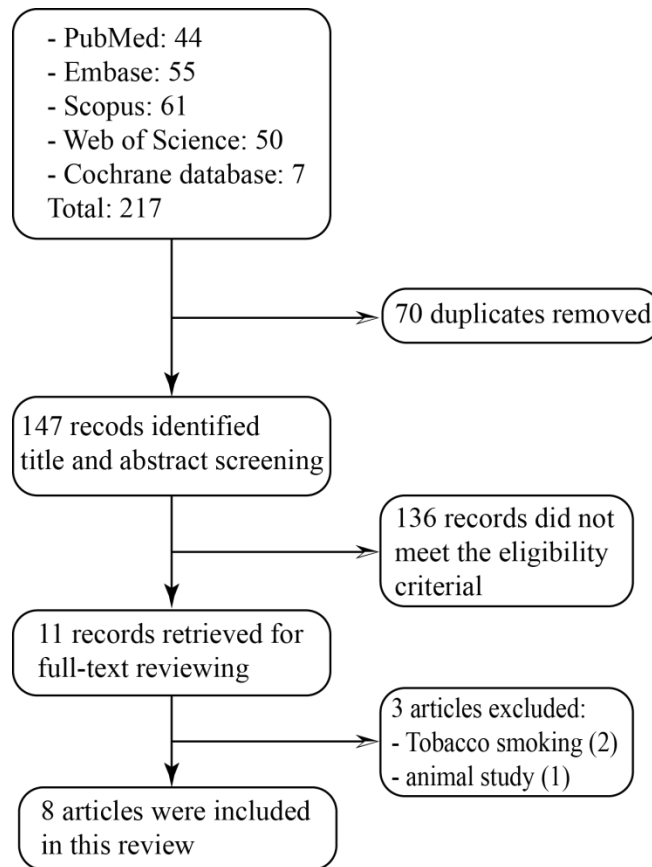 - PubMed: 44
- Embase: 55
- Scopus: 61
- Web of Science: 50
- Cochrane database: 7
Total: 217
70 duplicates removed
147 recods identified
title and abstract screening
136 records did not
meet the eligibility
criterial
11 records retrieved for
full-text reviewing
3 articles excluded:
- Tobacco smoking (2)
- animal study (1)
8 articles were included
in this review